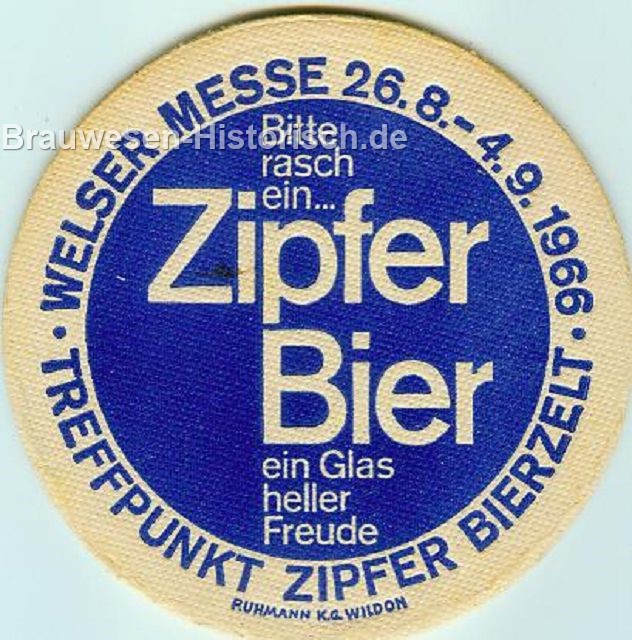 WELSER MESSE 26.8.-4.9.1966 ·
TREFFPUNKT ZIPFER BIERZELT ·
Brauwesen-Historisch.de
Bitte
rasch
ein...
Zipfer
Bier
ein Glas
heller
Freude
RUHMANN K.G. WILDON